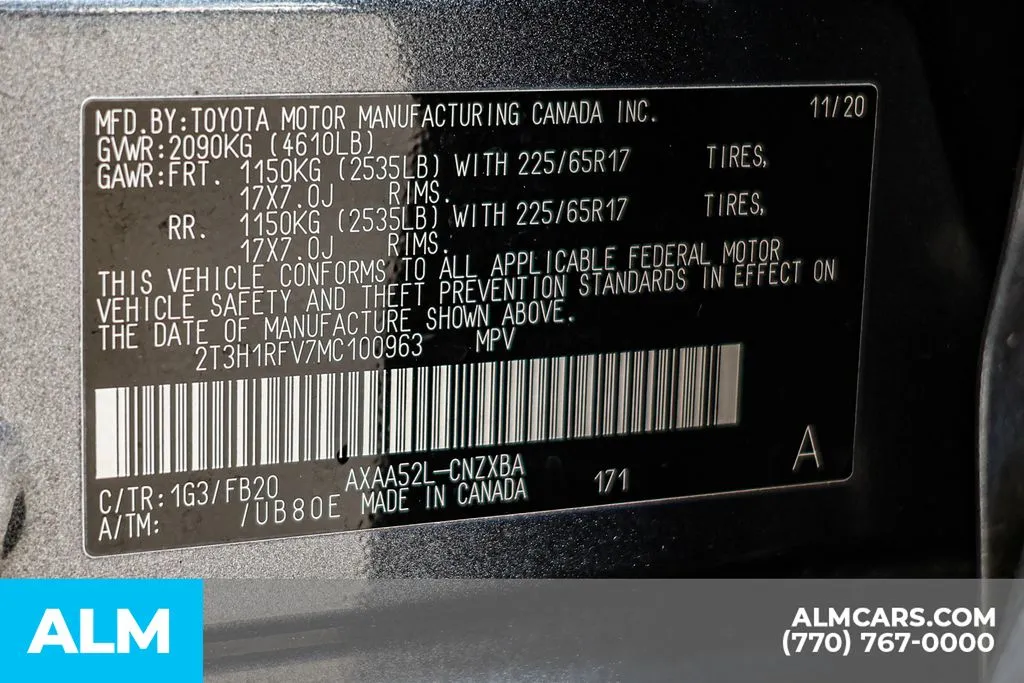 MFD.BY:TOYOTA MOTOR MANUFACTURING CANADA INC. 11/20
GVWR:2090KG (4610LB)
GAWR:FRT. 1150KG (2535LB) WITH 225/65R17 TIRES,
17X7.0J RIMS.
RR. 1150KG (2535LB) WITH 225/65R17 TIRES,
17X7.0J RIMS.
THIS VEHICLE CONFORMS TO ALL APPLICABLE FEDERAL MOTOR
VEHICLE SAFETY AND THEFT PREVENTION STANDARDS IN EFFECT ON
THE DATE OF MANUFACTURE SHOWN ABOVE.
2T3H1RFV7MC100963 MPV
C/TR:1G3/FB20 AXAA52L-CNZXBA 171 A
A/TM: /UB80E MADE IN CANADA
ALM
ALMCARS.COM
(770) 767-0000